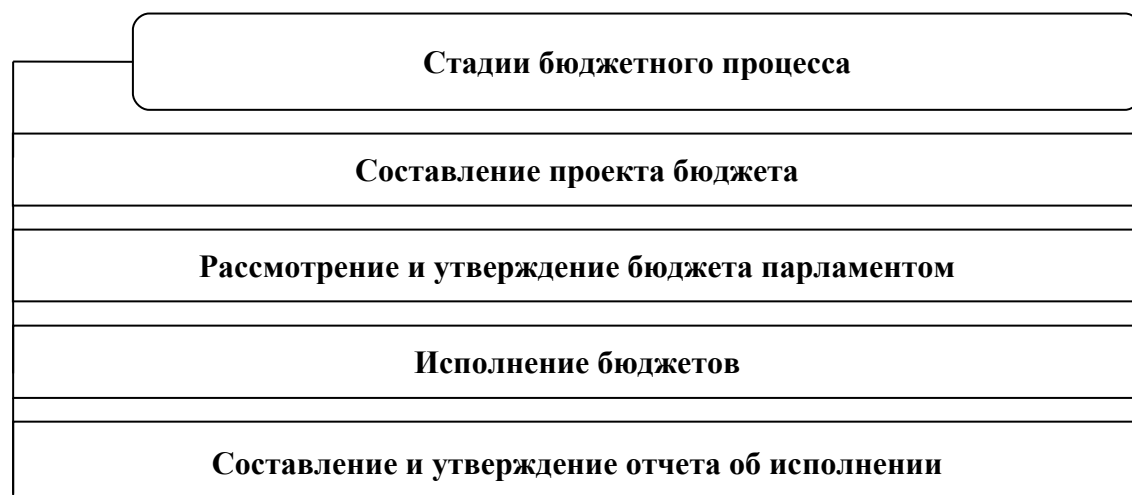 Стадии бюджетного процесса
Составление проекта бюджета
Рассмотрение и утверждение бюджета парламентом
Исполнение бюджетов
Составление и утверждение отчета об исполнении